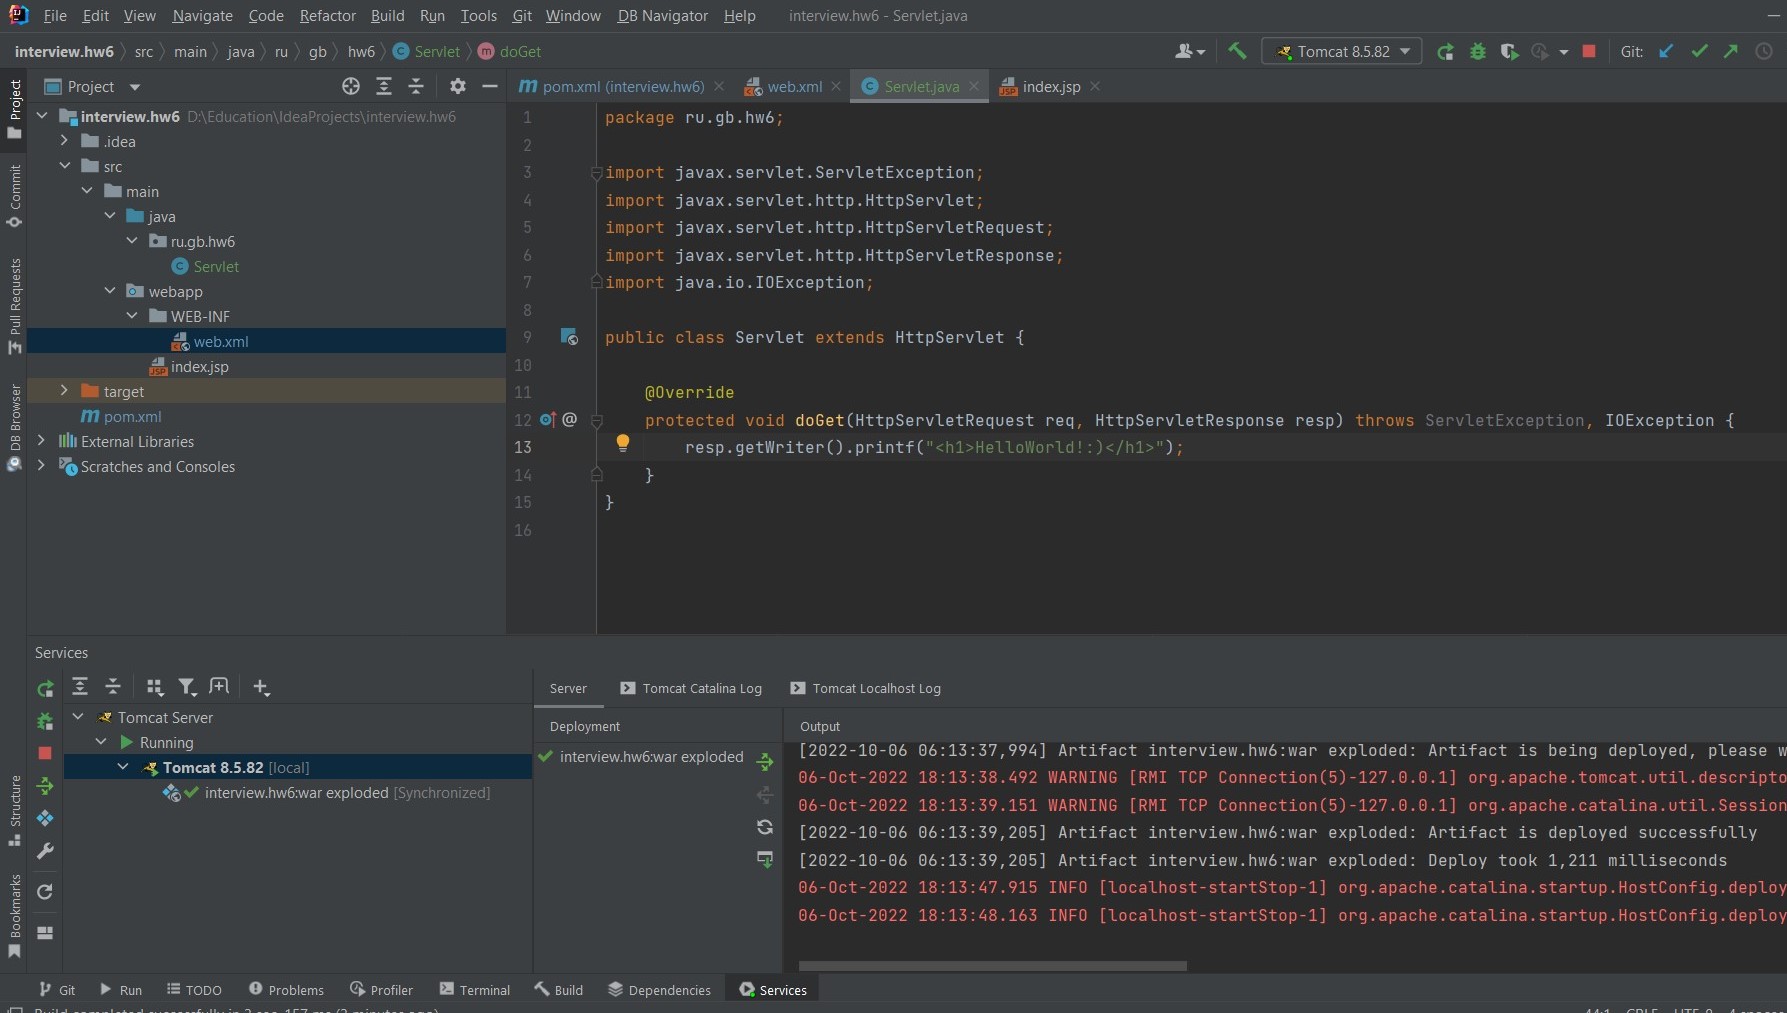 File Edit View Navigate Code Refactor Build Run Tools Git Window DB Navigator Help interview.hw6 - Servlet.java
interview.hw6 src main java ru gb hw6 Servlet doGet Tomcat 8.5.82 Git:
Project
Commit
Pull Requests
DB Browser
Structure
Bookmarks
Project
interview.hw6 D:\Education\IdeaProjects\interview.hw6
.idea
src
main
java
ru.gb.hw6
Servlet
webapp
WEB-INF
web.xml
index.jsp
target
pom.xml
External Libraries
Scratches and Consoles
pom.xml (interview.hw6) web.xml Servlet.java index.jsp
1 package ru.gb.hw6;
2
3 import javax.servlet.ServletException;
4 import javax.servlet.http.HttpServlet;
5 import javax.servlet.http.HttpServletRequest;
6 import javax.servlet.http.HttpServletResponse;
7 import java.io.IOException;
8
9 public class Servlet extends HttpServlet {
10
11 @Override
12 protected void doGet(HttpServletRequest req, HttpServletResponse resp) throws ServletException, IOException {
13 resp.getWriter().printf("<h1>HelloWorld!:)</h1>");
14 }
15 }
16
Services
Tomcat Server
Running
Tomcat 8.5.82 [local]
interview.hw6:war exploded [Synchronized]
Server Tomcat Catalina Log Tomcat Localhost Log
Deployment
interview.hw6:war exploded
Output
[2022-10-06 06:13:37,994] Artifact interview.hw6:war exploded: Artifact is being deployed, please w
06-Oct-2022 18:13:38.492 WARNING [RMI TCP Connection(5)-127.0.0.1] org.apache.tomcat.util.descripto
06-Oct-2022 18:13:39.151 WARNING [RMI TCP Connection(5)-127.0.0.1] org.apache.catalina.util.Session
[2022-10-06 06:13:39,205] Artifact interview.hw6:war exploded: Artifact is deployed successfully
[2022-10-06 06:13:39,205] Artifact interview.hw6:war exploded: Deploy took 1,211 milliseconds
06-Oct-2022 18:13:47.915 INFO [localhost-startStop-1] org.apache.catalina.startup.HostConfig.deploy
06-Oct-2022 18:13:48.163 INFO [localhost-startStop-1] org.apache.catalina.startup.HostConfig.deploy
Git Run TODO Problems Profiler Terminal Build Dependencies Services
Build completed successfully in 2 sec, 157 ms (3 minutes ago)